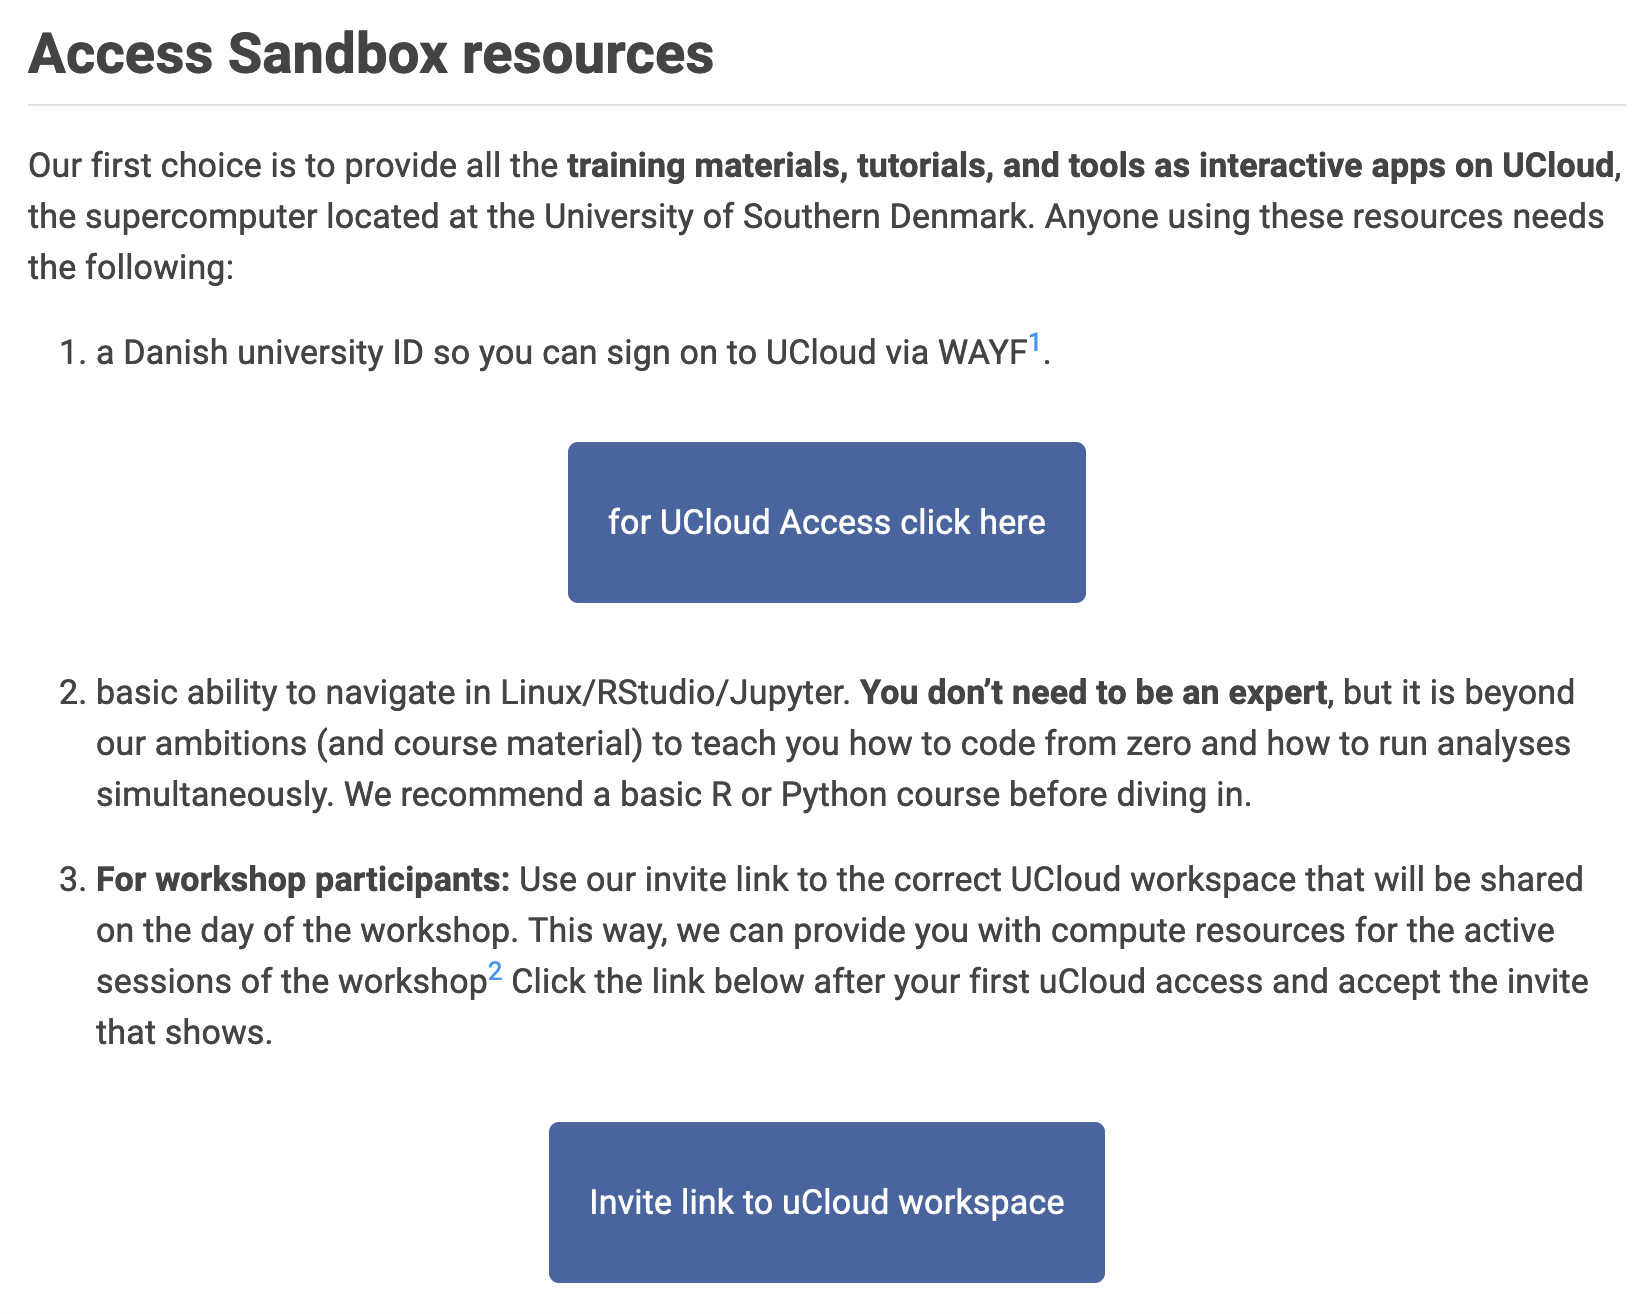 Access Sandbox resources
Our first choice is to provide all the training materials, tutorials, and tools as interactive apps on UCloud,
the supercomputer located at the University of Southern Denmark. Anyone using these resources needs
the following:
1. a Danish university ID so you can sign on to UCloud via WAYF1.
for UCloud Access click here
2. basic ability to navigate in Linux/RStudio/Jupyter. You don’t need to be an expert, but it is beyond
our ambitions (and course material) to teach you how to code from zero and how to run analyses
simultaneously. We recommend a basic R or Python course before diving in.
3. For workshop participants: Use our invite link to the correct UCloud workspace that will be shared
on the day of the workshop. This way, we can provide you with compute resources for the active
sessions of the workshop2 Click the link below after your first uCloud access and accept the invite
that shows.
Invite link to uCloud workspace